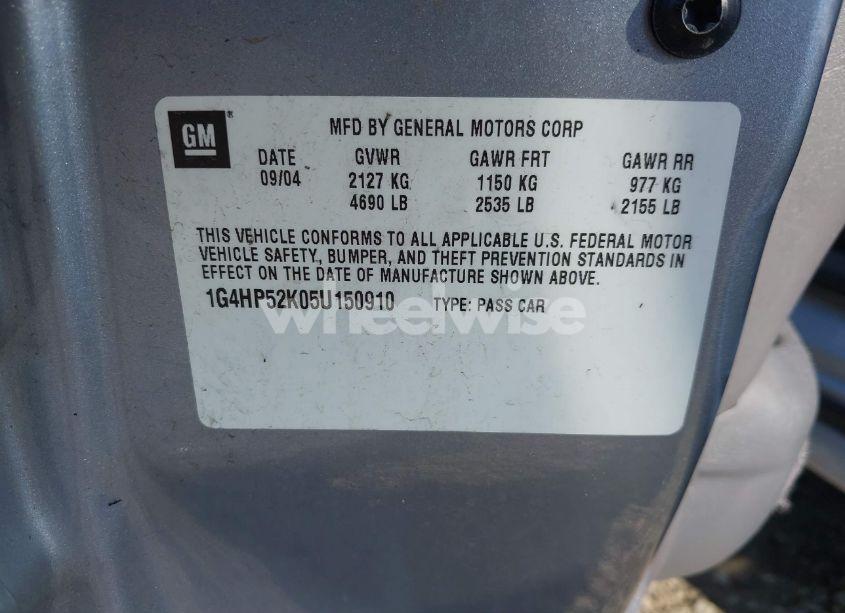 GM ®
MFD BY GENERAL MOTORS CORP
DATE GVWR GAWR FRT GAWR RR
09/04 2127 KG 1150 KG 977 KG
4690 LB 2535 LB 2155 LB
THIS VEHICLE CONFORMS TO ALL APPLICABLE U.S. FEDERAL MOTOR
VEHICLE SAFETY, BUMPER, AND THEFT PREVENTION STANDARDS IN
EFFECT ON THE DATE OF MANUFACTURE SHOWN ABOVE.
1G4HP52K05U150910 TYPE: PASS CAR
wheelwise